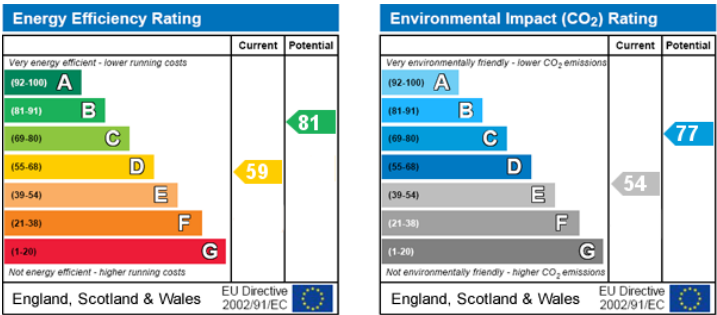 Energy Efficiency Rating
Current Potential
Very energy efficient - lower running costs
(92-100) A
(81-91) B
(69-80) C
(55-68) D
(39-54) E
(21-38) F
(1-20) G
81
59
Not energy efficient - higher running costs
England, Scotland & Wales
EU Directive
2002/91/EC
Environmental Impact (CO₂) Rating
Current Potential
Very environmentally friendly - lower CO₂ emissions
(92-100) A
(81-91) B
(69-80) C
(55-68) D
(39-54) E
(21-38) F
(1-20) G
77
54
Not environmentally friendly - higher CO₂ emissions
England, Scotland & Wales
EU Directive
2002/91/EC